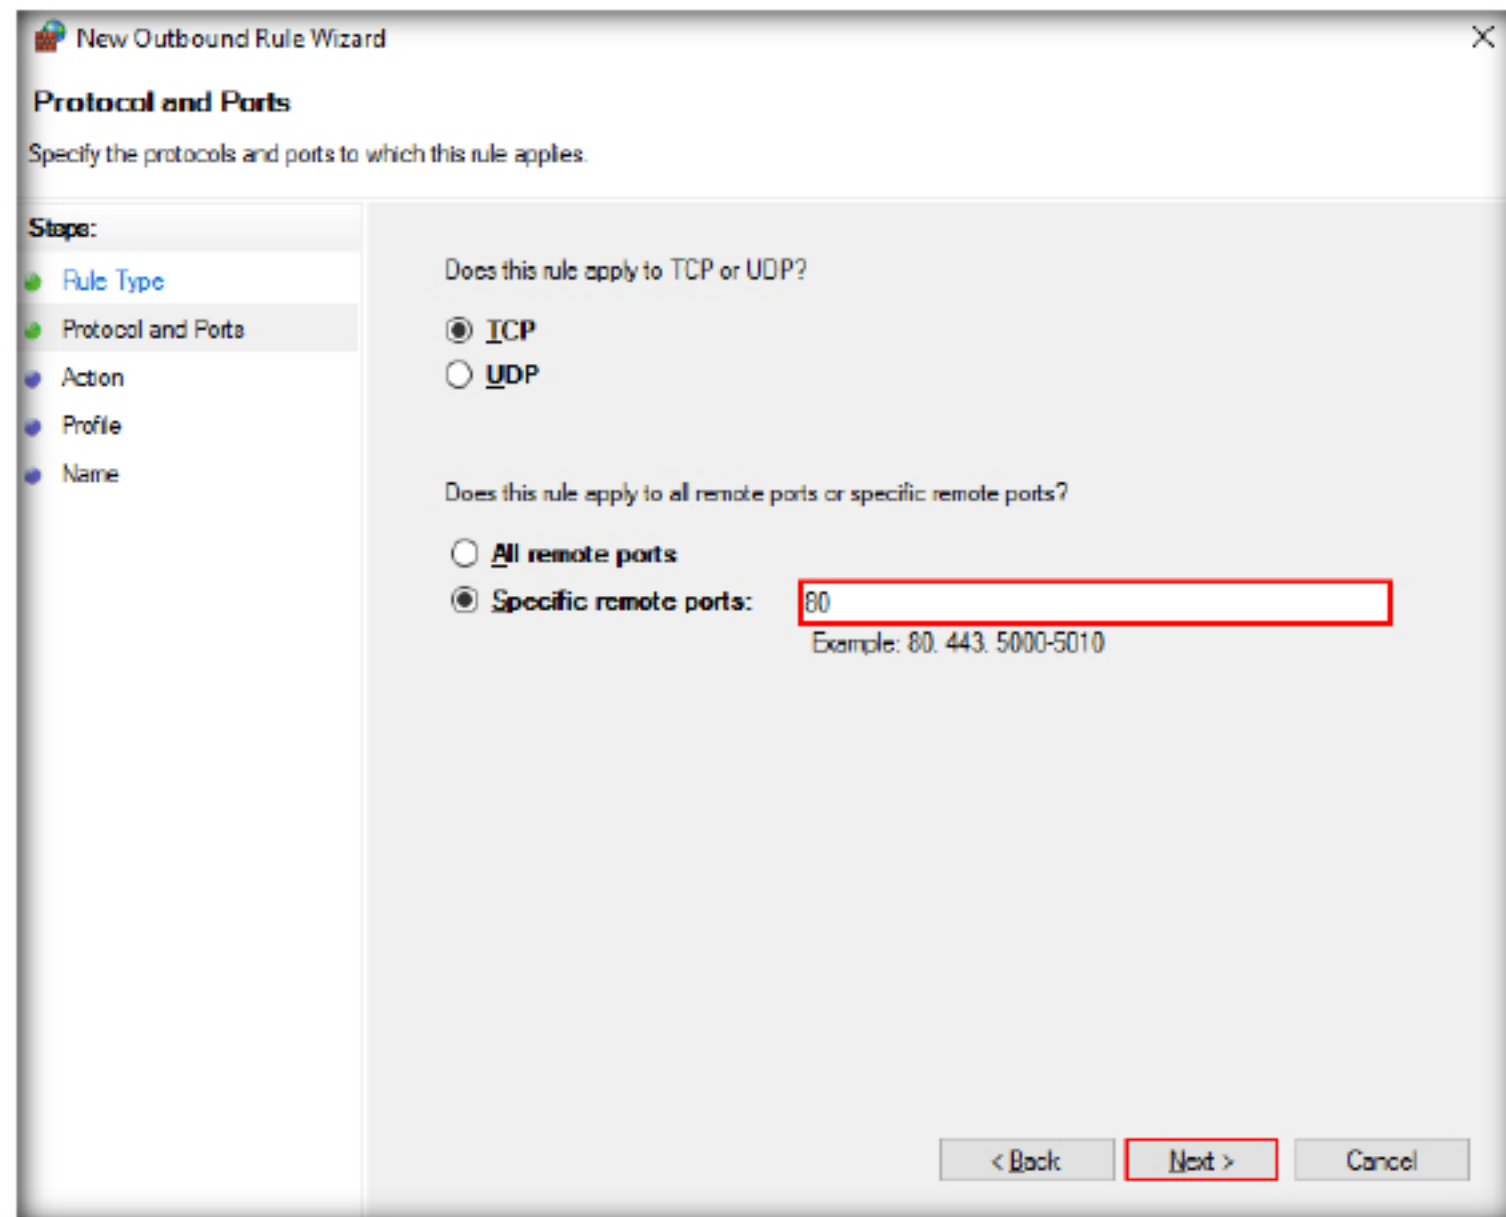 New Outbound Rule Wizard
Protocol and Ports
Specify the protocols and ports to which this rule applies.
Steps:
Rule Type
Protocol and Ports
Action
Profile
Name
Does this rule apply to TCP or UDP?
TCP
UDP
Does this rule apply to all remote ports or specific remote ports?
All remote ports
Specific remote ports: 80
Example: 80, 443, 5000-5010
< Back Next > Cancel